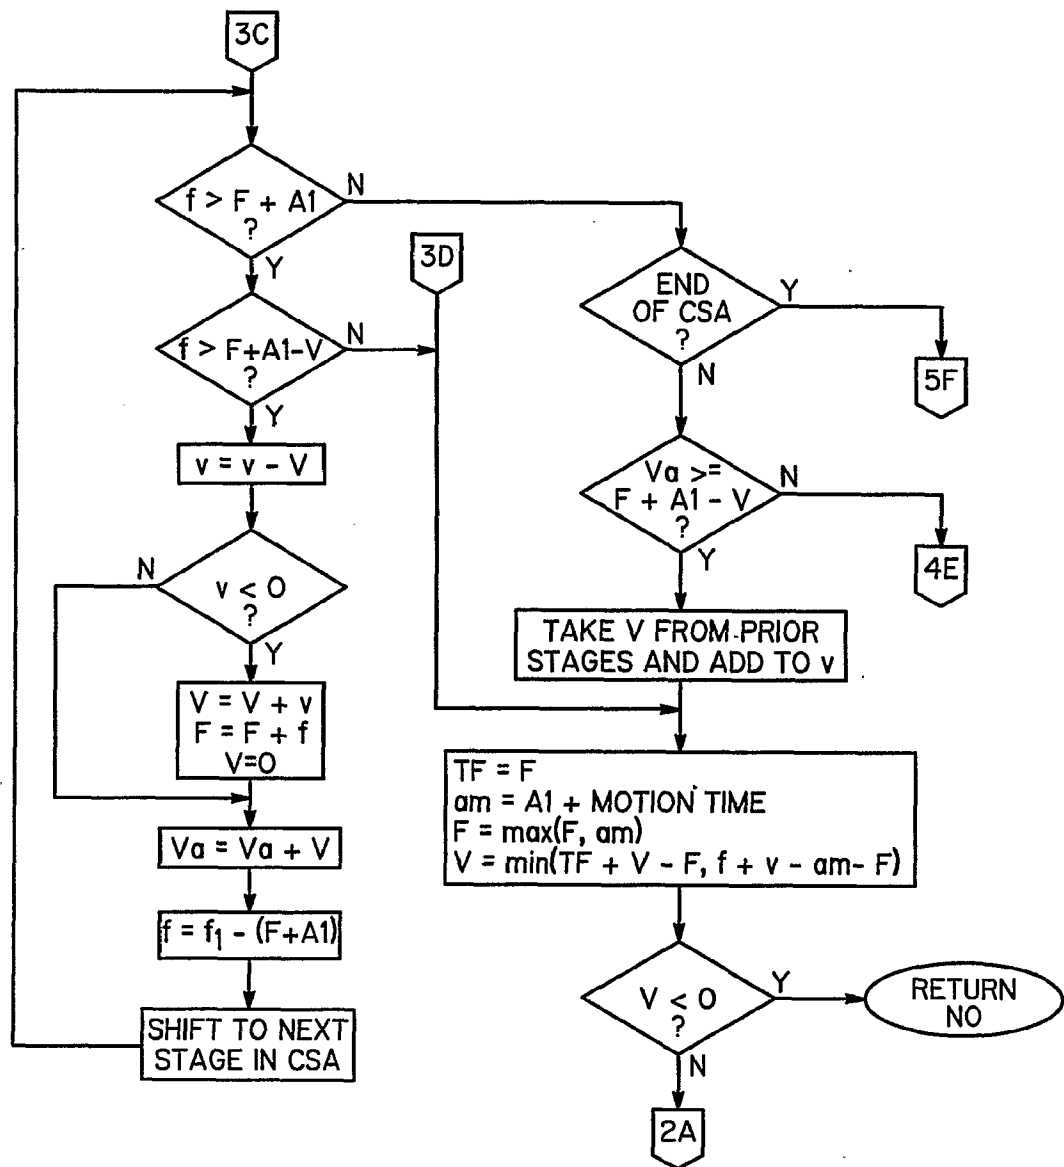 3C
f > F + A1
?
N
Y
3D
f > F+A1-V
?
N
Y
v = v - V
v < 0
?
N
Y
V = V + v
F = F + f
V=0
Va = Va + V
f = f1 - (F+A1)
SHIFT TO NEXT
STAGE IN CSA
END
OF CSA
?
Y
N
5F
Va >=
F + A1 - V
?
N
Y
4E
TAKE V FROM PRIOR
STAGES AND ADD TO v
TF = F
am = A1 + MOTION TIME
F = max(F, am)
V = min(TF + V - F, f + v - am- F)
V < 0
?
Y
N
RETURN
NO
2A